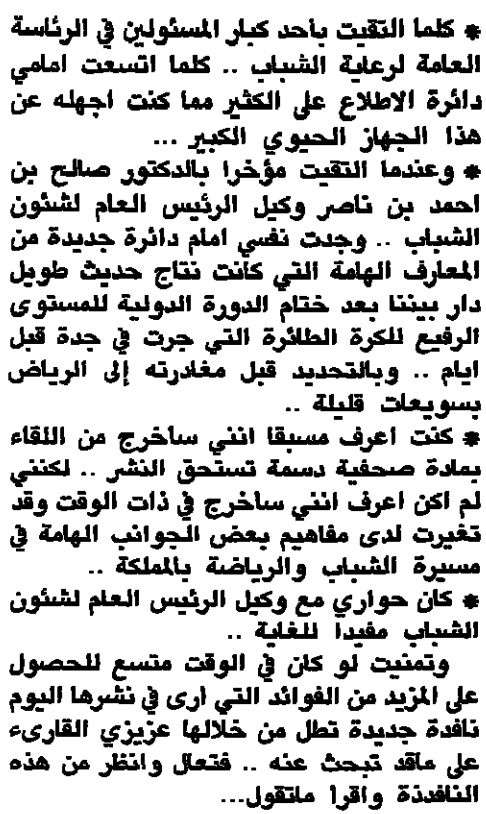 * كلما التقيت بأحد كبار المسئولين في الرئاسة
العامة لرعاية الشباب .. كلما اتسعت امامي
دائرة الاطلاع على الكثير مما كنت اجهله عن
هذا الجهاز الحيوي الكبير ...
* وعندما التقيت مؤخرا بالدكتور صالح بن
احمد بن ناصر وكيل الرئيس العام لشئون
الشباب .. وجدت نفسي امام دائرة جديدة من
المعارف الهامة التي كانت نتاج حديث طويل
دار بيننا بعد ختام الدورة الدولية للمستوى
الرفيع للكرة الطائرة التي جرت في جدة قبل
ايام .. وبالتحديد قبل مغادرته إلى الرياض
بسويعات قليلة ..
* كنت اعرف مسبقا انني سأخرج من اللقاء
بمادة صحفية دسمة تستحق النشر .. لكنني
لم اكن اعرف انني سأخرج في ذات الوقت وقد
تغيرت لدى مفاهيم بعض الجوانب الهامة في
مسيرة الشباب والرياضة بالمملكة ..
* كان حواري مع وكيل الرئيس العام لشئون
الشباب مفيدا للغاية ..
وتمنيت لو كان في الوقت متسع للحصول
على المزيد من الفوائد التي ارى في نشرها اليوم
نافدة جديدة تطل من خلالها عزيزي القارىء
على ماقد تبحث عنه .. فتعال وانظر من هذه
النافدذة واقرا ماتقول...